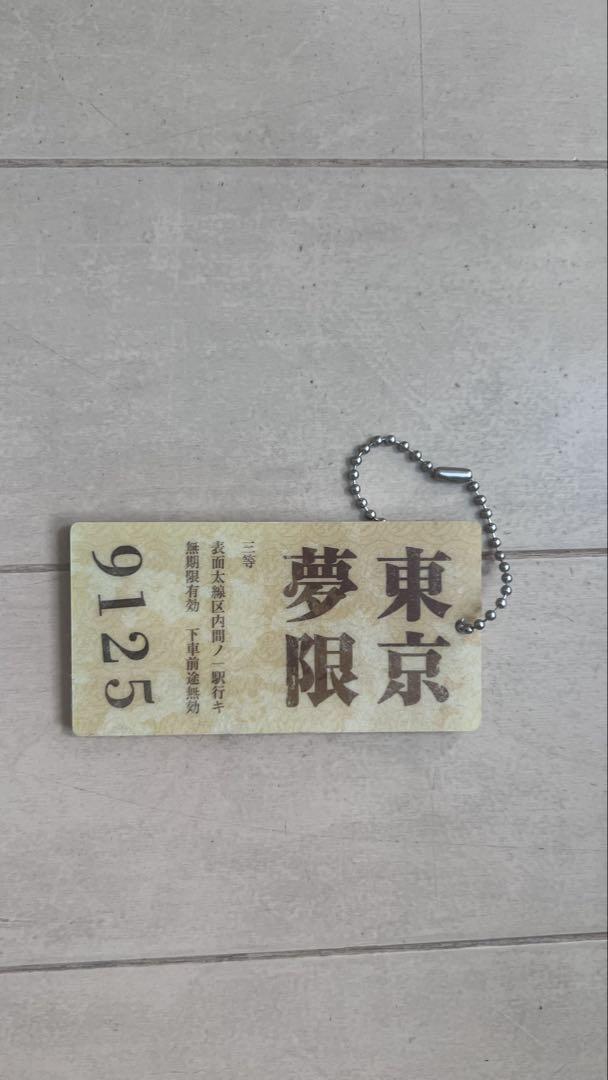 東京
夢限
三等
表面太線区内間ノ一駅行キ
無期限有効 下車前途無効
9125